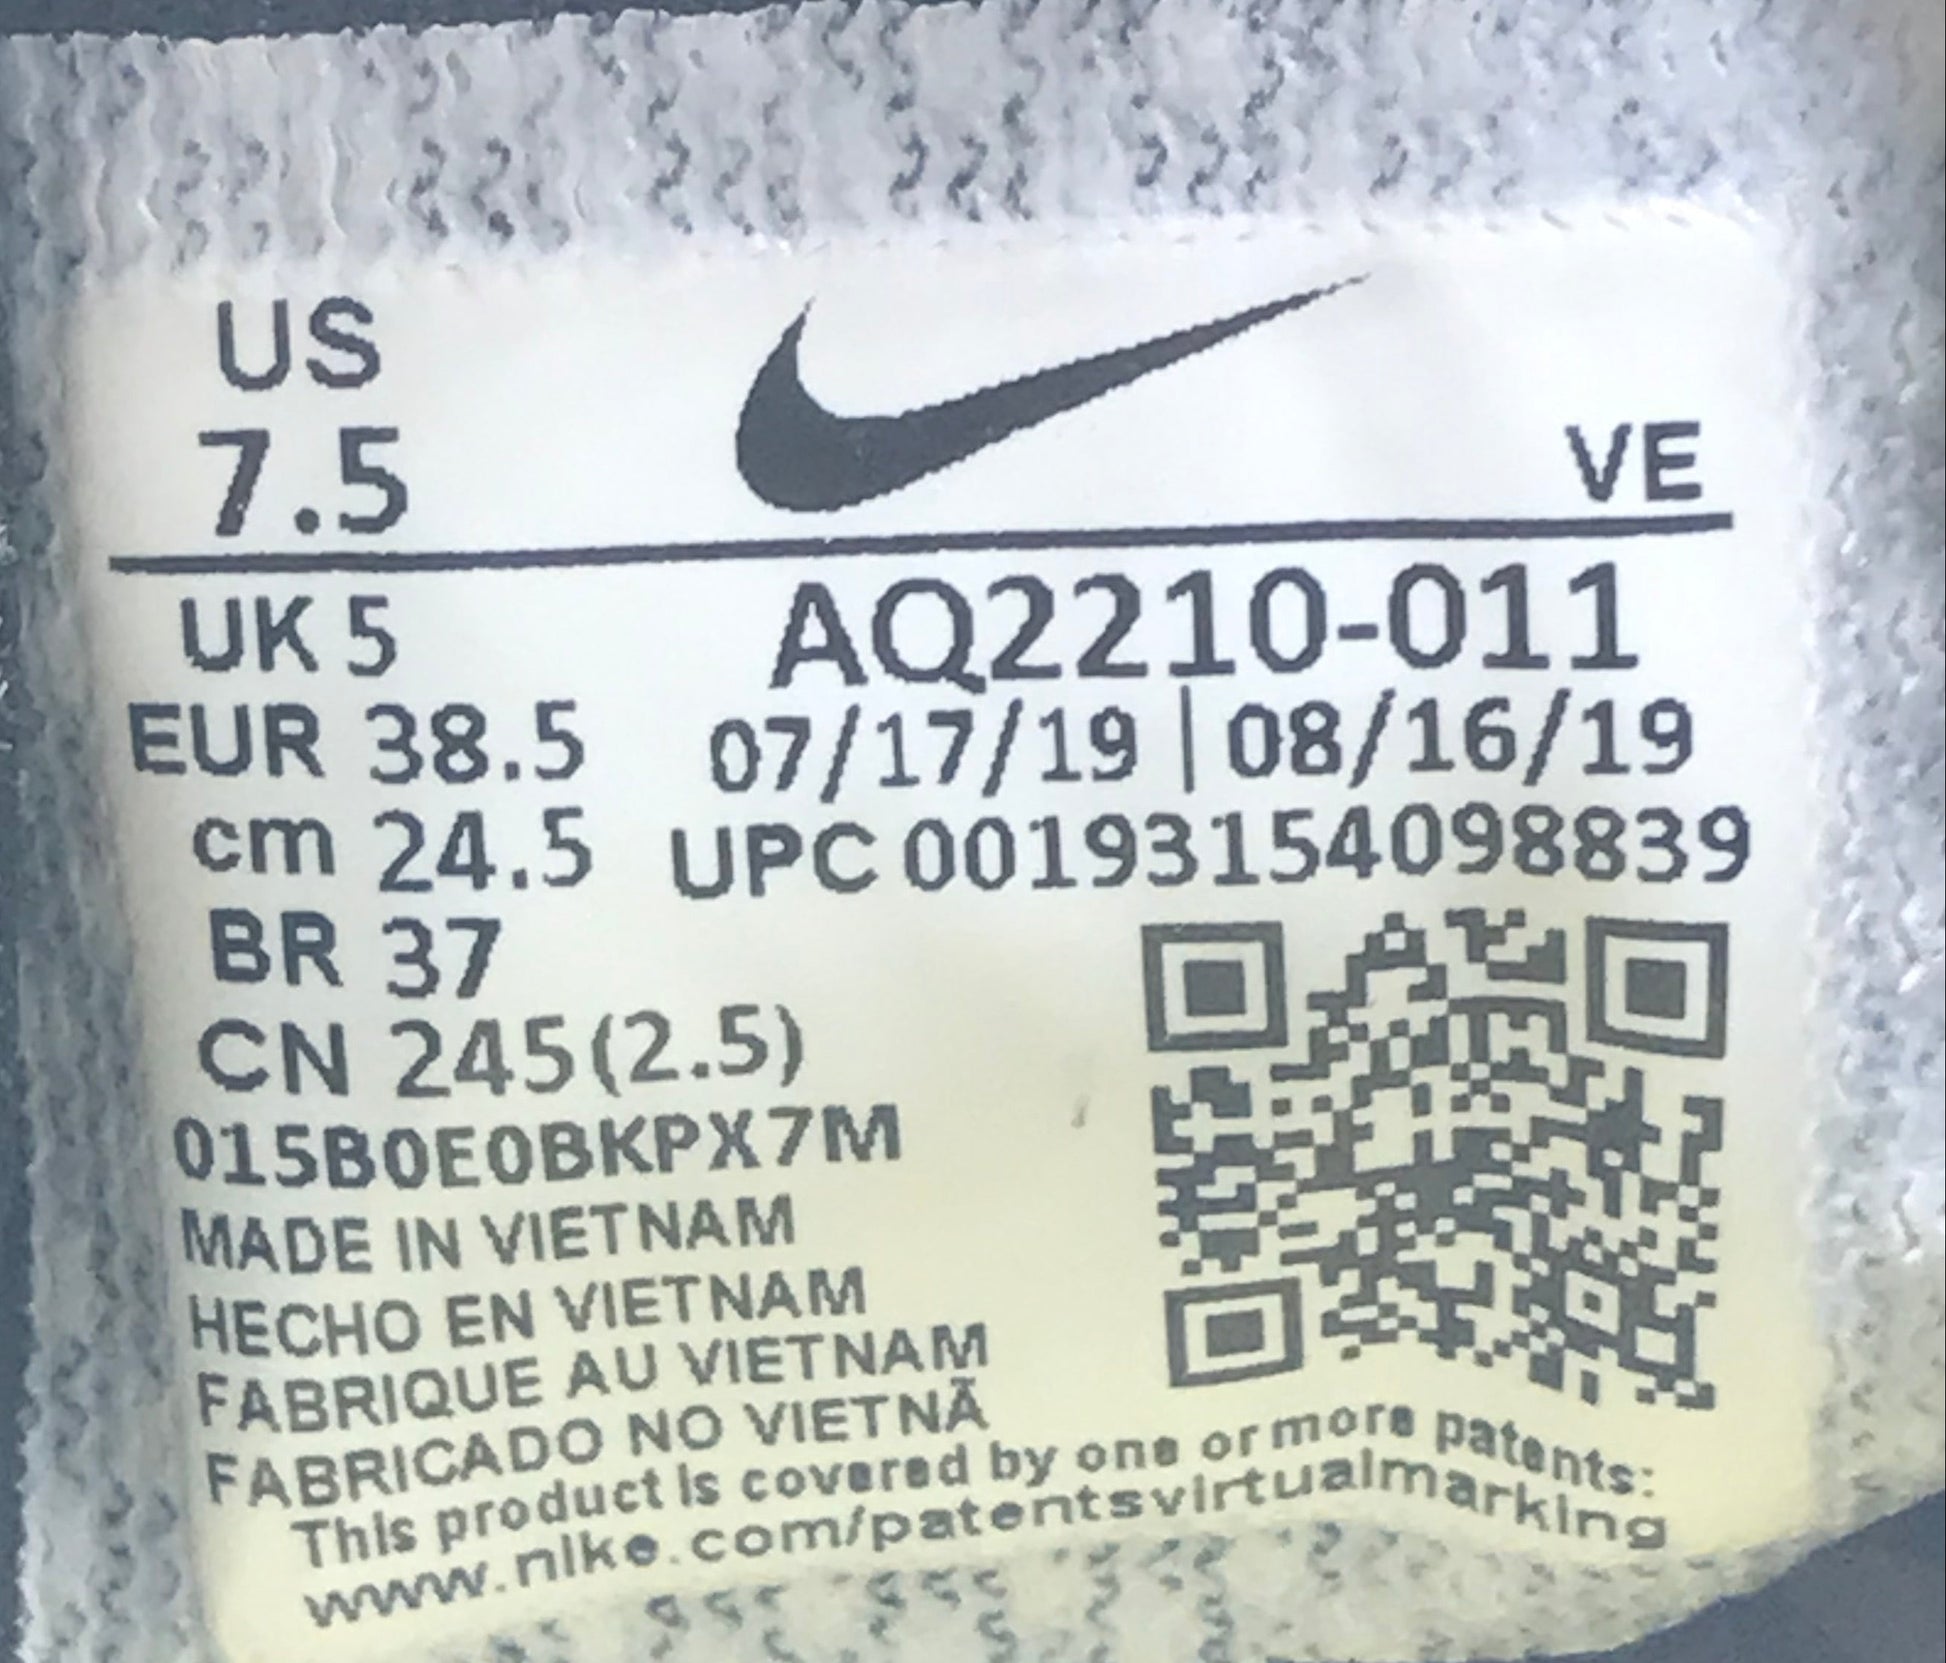 US
7.5
VE
UK 5
AQ2210-011
EUR 38.5
07/17/19 | 08/16/19
cm 24.5
UPC 00193154098839
BR 37
CN 245(2.5)
015B0E0BKPX7M
MADE IN VIETNAM
HECHO EN VIETNAM
FABRIQUE AU VIETNAM
FABRICADO NO VIETNÃ
This product is covered by one or more patents:
www.nike.com/patentsvirtualmarking